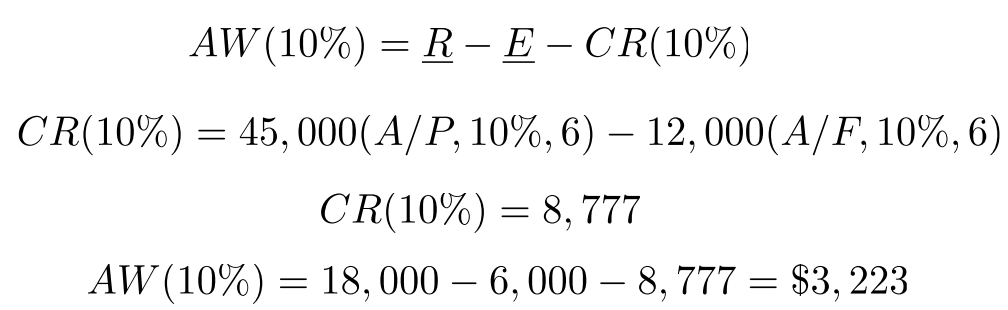 AW(10%) = R − E − CR(10%)
CR(10%) = 45,000(A/P, 10%, 6) − 12,000(A/F, 10%, 6)
CR(10%) = 8,777
AW(10%) = 18,000 − 6,000 − 8,777 = $3,223